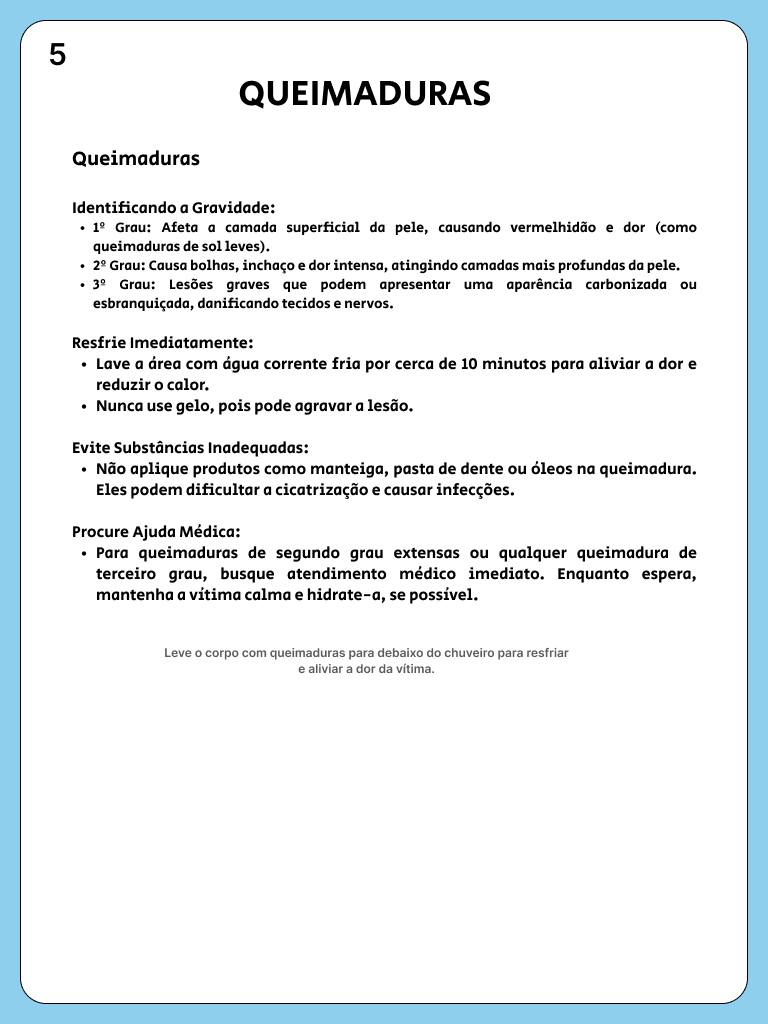 5
QUEIMADURAS
Queimaduras
Identificando a Gravidade:
• 1º Grau: Afeta a camada superficial da pele, causando vermelhidão e dor (como
queimaduras de sol leves).
• 2º Grau: Causa bolhas, inchaço e dor intensa, atingindo camadas mais profundas da pele.
• 3º Grau: Lesões graves que podem apresentar uma aparência carbonizada ou
esbranquiçada, danificando tecidos e nervos.
Resfrie Imediatamente:
• Lave a área com água corrente fria por cerca de 10 minutos para aliviar a dor e
reduzir o calor.
• Nunca use gelo, pois pode agravar a lesão.
Evite Substâncias Inadequadas:
• Não aplique produtos como manteiga, pasta de dente ou óleos na queimadura.
Eles podem dificultar a cicatrização e causar infecções.
Procure Ajuda Médica:
• Para queimaduras de segundo grau extensas ou qualquer queimadura de
terceiro grau, busque atendimento médico imediato. Enquanto espera,
mantenha a vítima calma e hidrate-a, se possível.
Leve o corpo com queimaduras para debaixo do chuveiro para resfriar
e aliviar a dor da vítima.